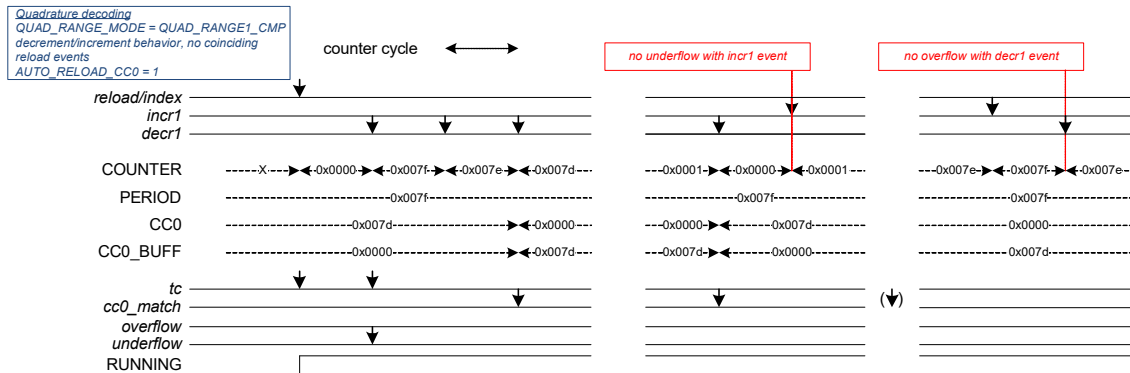 Quadrature decoding
QUAD_RANGE_MODE = QUAD_RANGE1_CMP
decrement/increment behavior, no coinciding
reload events
AUTO_RELOAD_CC0 = 1
counter cycle
no underflow with incr1 event
no overflow with decr1 event
reload/index
incr1
decr1
COUNTER X 0x0000 0x007f 0x007e 0x007d 0x0001 0x0000 0x0001 0x007e 0x007f 0x007e
PERIOD 0x007f 0x007f 0x007f
CC0 0x007d 0x0000 0x0000 0x007d 0x0000
CC0_BUFF 0x0000 0x007d 0x007d 0x0000 0x007d
tc
cc0_match ( )
overflow
underflow
RUNNING